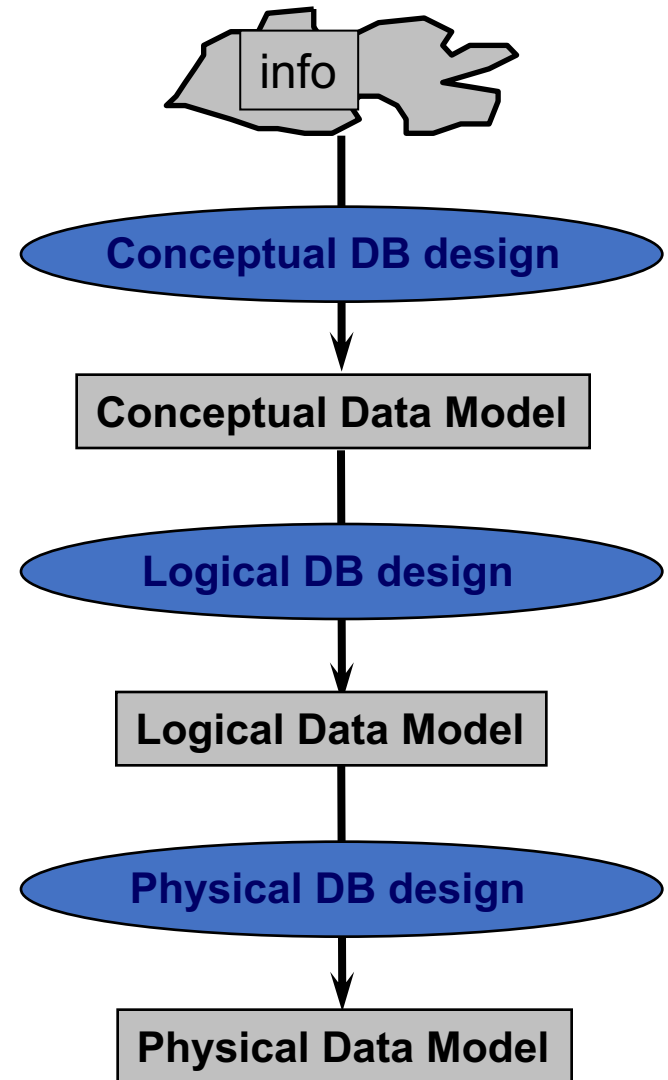 info
Conceptual DB design
Conceptual Data Model
Logical DB design
Logical Data Model
Physical DB design
Physical Data Model